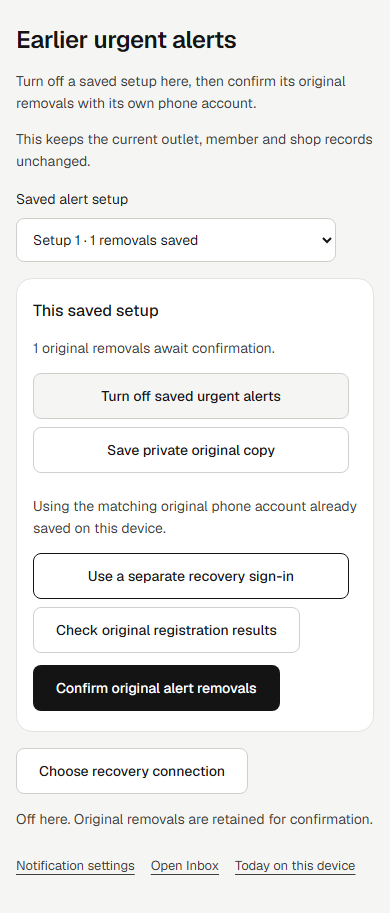 Earlier urgent alerts
Turn off a saved setup here, then confirm its original
removals with its own phone account.
This keeps the current outlet, member and shop records
unchanged.
Saved alert setup
Setup 1 · 1 removals saved
This saved setup
1 original removals await confirmation.
Turn off saved urgent alerts
Save private original copy
Using the matching original phone account already
saved on this device.
Use a separate recovery sign-in
Check original registration results
Confirm original alert removals
Choose recovery connection
Off here. Original removals are retained for confirmation.
Notification settings Open Inbox Today on this device